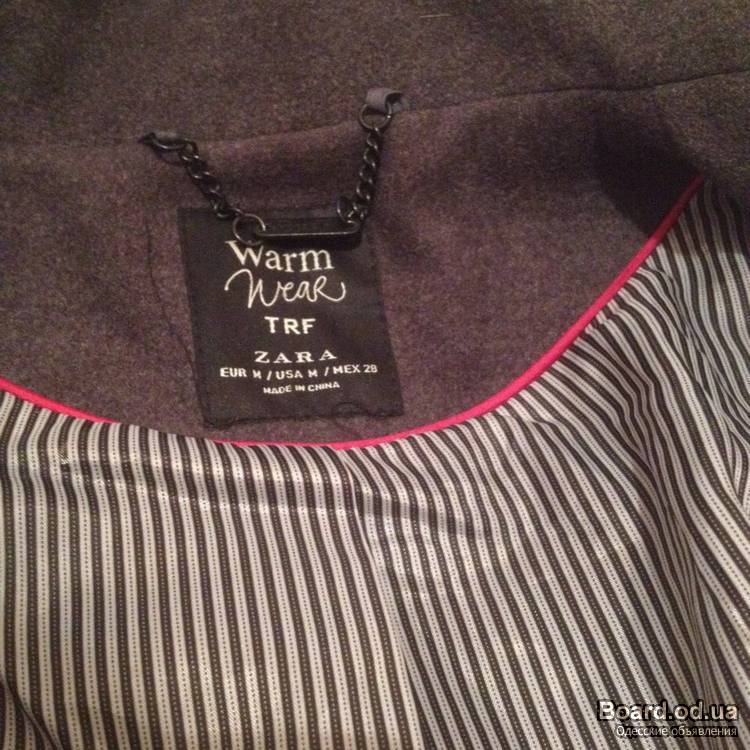 Warm
Wear
TRF
ZARA
EUR M / USA M / MEX 28
MADE IN CHINA
Board.od.ua
Одесские объявления